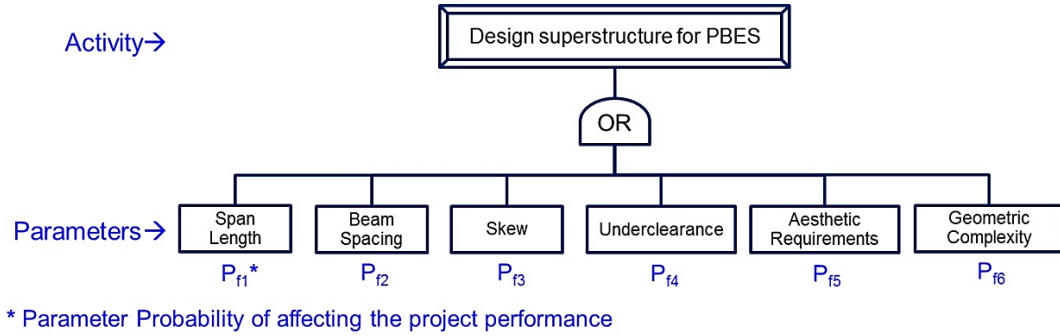 Activity→
Design superstructure for PBES
OR
Parameters→
Span
Length
Beam
Spacing
Skew
Underclearance
Aesthetic
Requirements
Geometric
Complexity
Pf1*
Pf2
Pf3
Pf4
Pf5
Pf6
* Parameter Probability of affecting the project performance